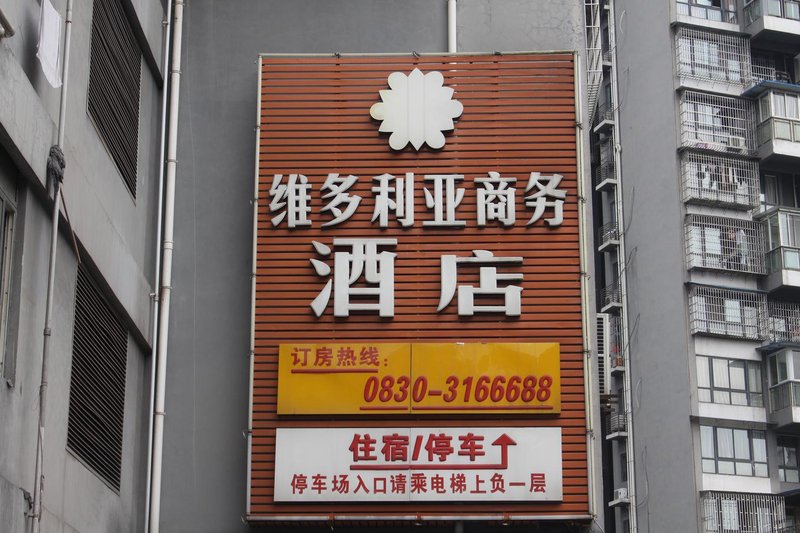 维多利亚商务
酒店
订房热线:
0830-3166688
住宿/停车↑
停车场入口请乘电梯上负一层